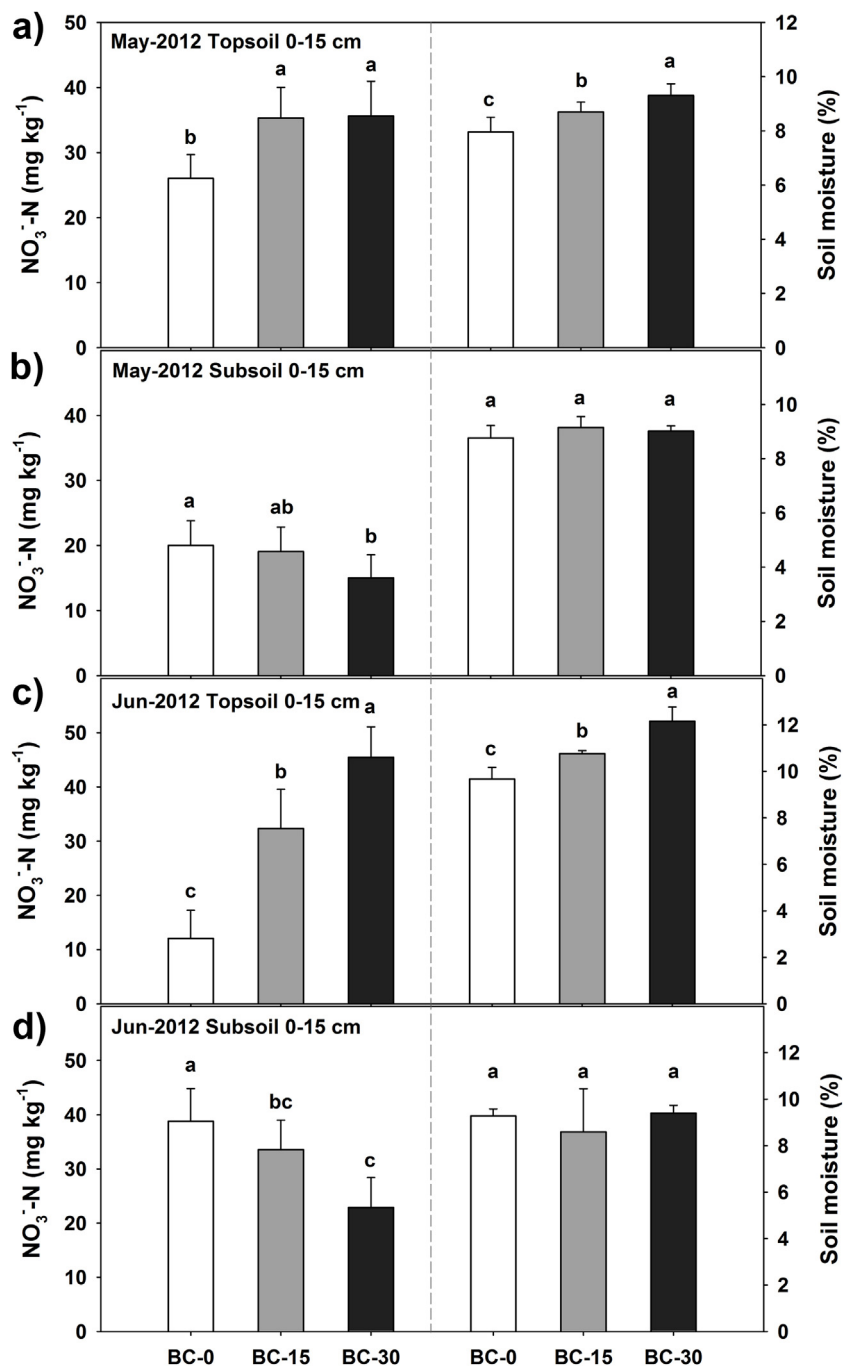 a)
May-2012 Topsoil 0-15 cm
NO₃⁻-N (mg kg⁻¹)
50
40
30
20
10
0
b a a c b a
12
10
8
6
4
2
0
Soil moisture (%)
b)
May-2012 Subsoil 0-15 cm
NO₃⁻-N (mg kg⁻¹)
40
30
20
10
0
a ab b a a a
10
8
6
4
2
0
Soil moisture (%)
c)
Jun-2012 Topsoil 0-15 cm
NO₃⁻-N (mg kg⁻¹)
50
40
30
20
10
0
c b a c b a
12
10
8
6
4
2
0
Soil moisture (%)
d)
Jun-2012 Subsoil 0-15 cm
NO₃⁻-N (mg kg⁻¹)
50
40
30
20
10
0
a bc c a a a
12
10
8
6
4
2
0
Soil moisture (%)
BC-0 BC-15 BC-30 BC-0 BC-15 BC-30